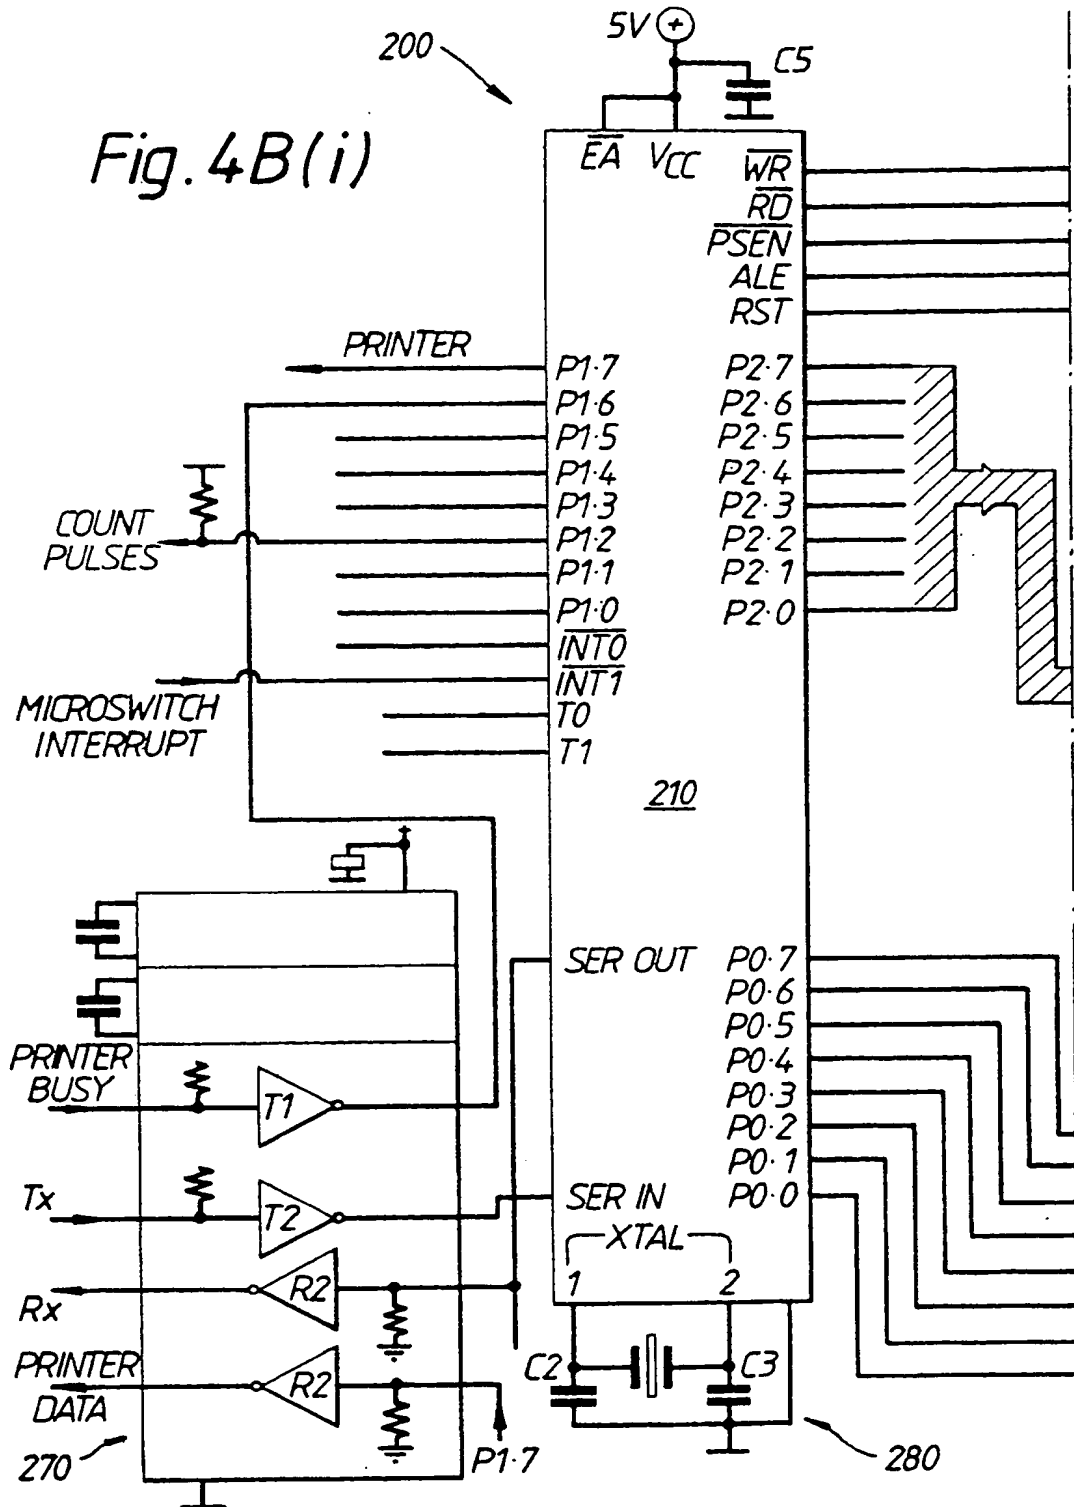 Fig. 4B(i)
200
5V
+
C5
EA
VCC
WR
RD
PSEN
ALE
RST
PRINTER
P1·7
P1·6
P1·5
P1·4
P1·3
P1·2
P1·1
P1·0
INT0
INT1
T0
T1
COUNT
PULSES
MICROSWITCH
INTERRUPT
P2·7
P2·6
P2·5
P2·4
P2·3
P2·2
P2·1
P2·0
210
SER OUT
P0·7
P0·6
P0·5
P0·4
P0·3
P0·2
P0·1
P0·0
SER IN
XTAL
1
2
+
PRINTER
BUSY
T1
Tx
T2
Rx
R2
PRINTER
DATA
R2
P1·7
270
C2
C3
280